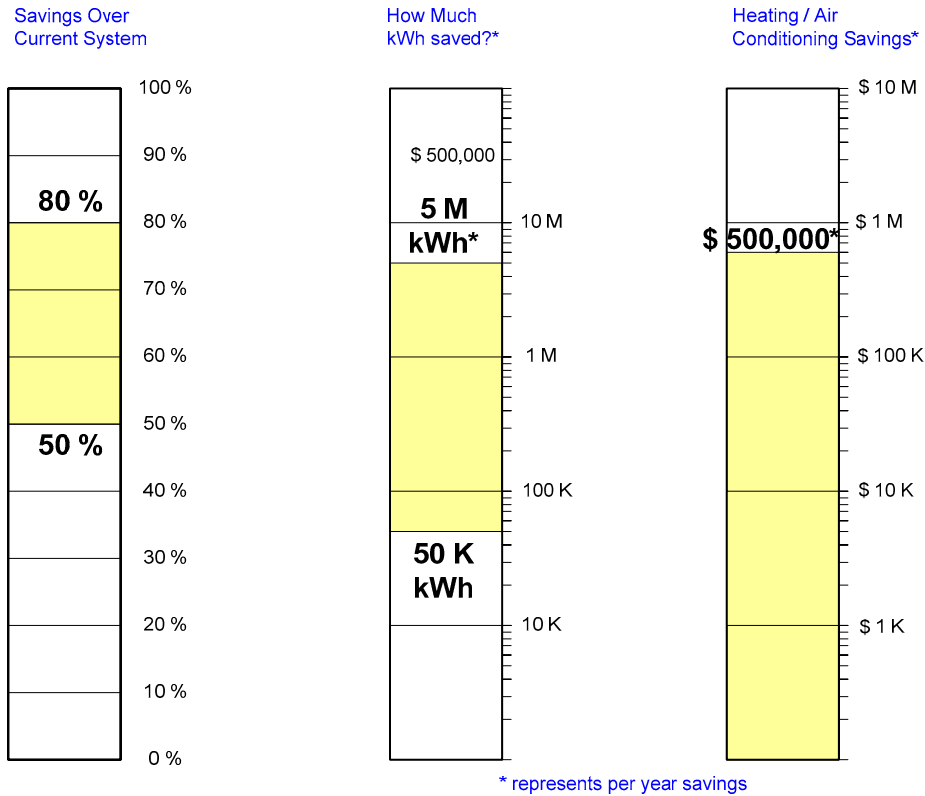 Savings Over
Current System
100 %
90 %
80 %
80 %
70 %
60 %
50 %
50 %
40 %
30 %
20 %
10 %
0 %
How Much
kWh saved?*
$ 500,000
5 M
kWh*
10 M
1 M
100 K
50 K
kWh
10 K
Heating / Air
Conditioning Savings*
$ 10 M
$ 1 M
$ 500,000*
$ 100 K
$ 10 K
$ 1 K
* represents per year savings